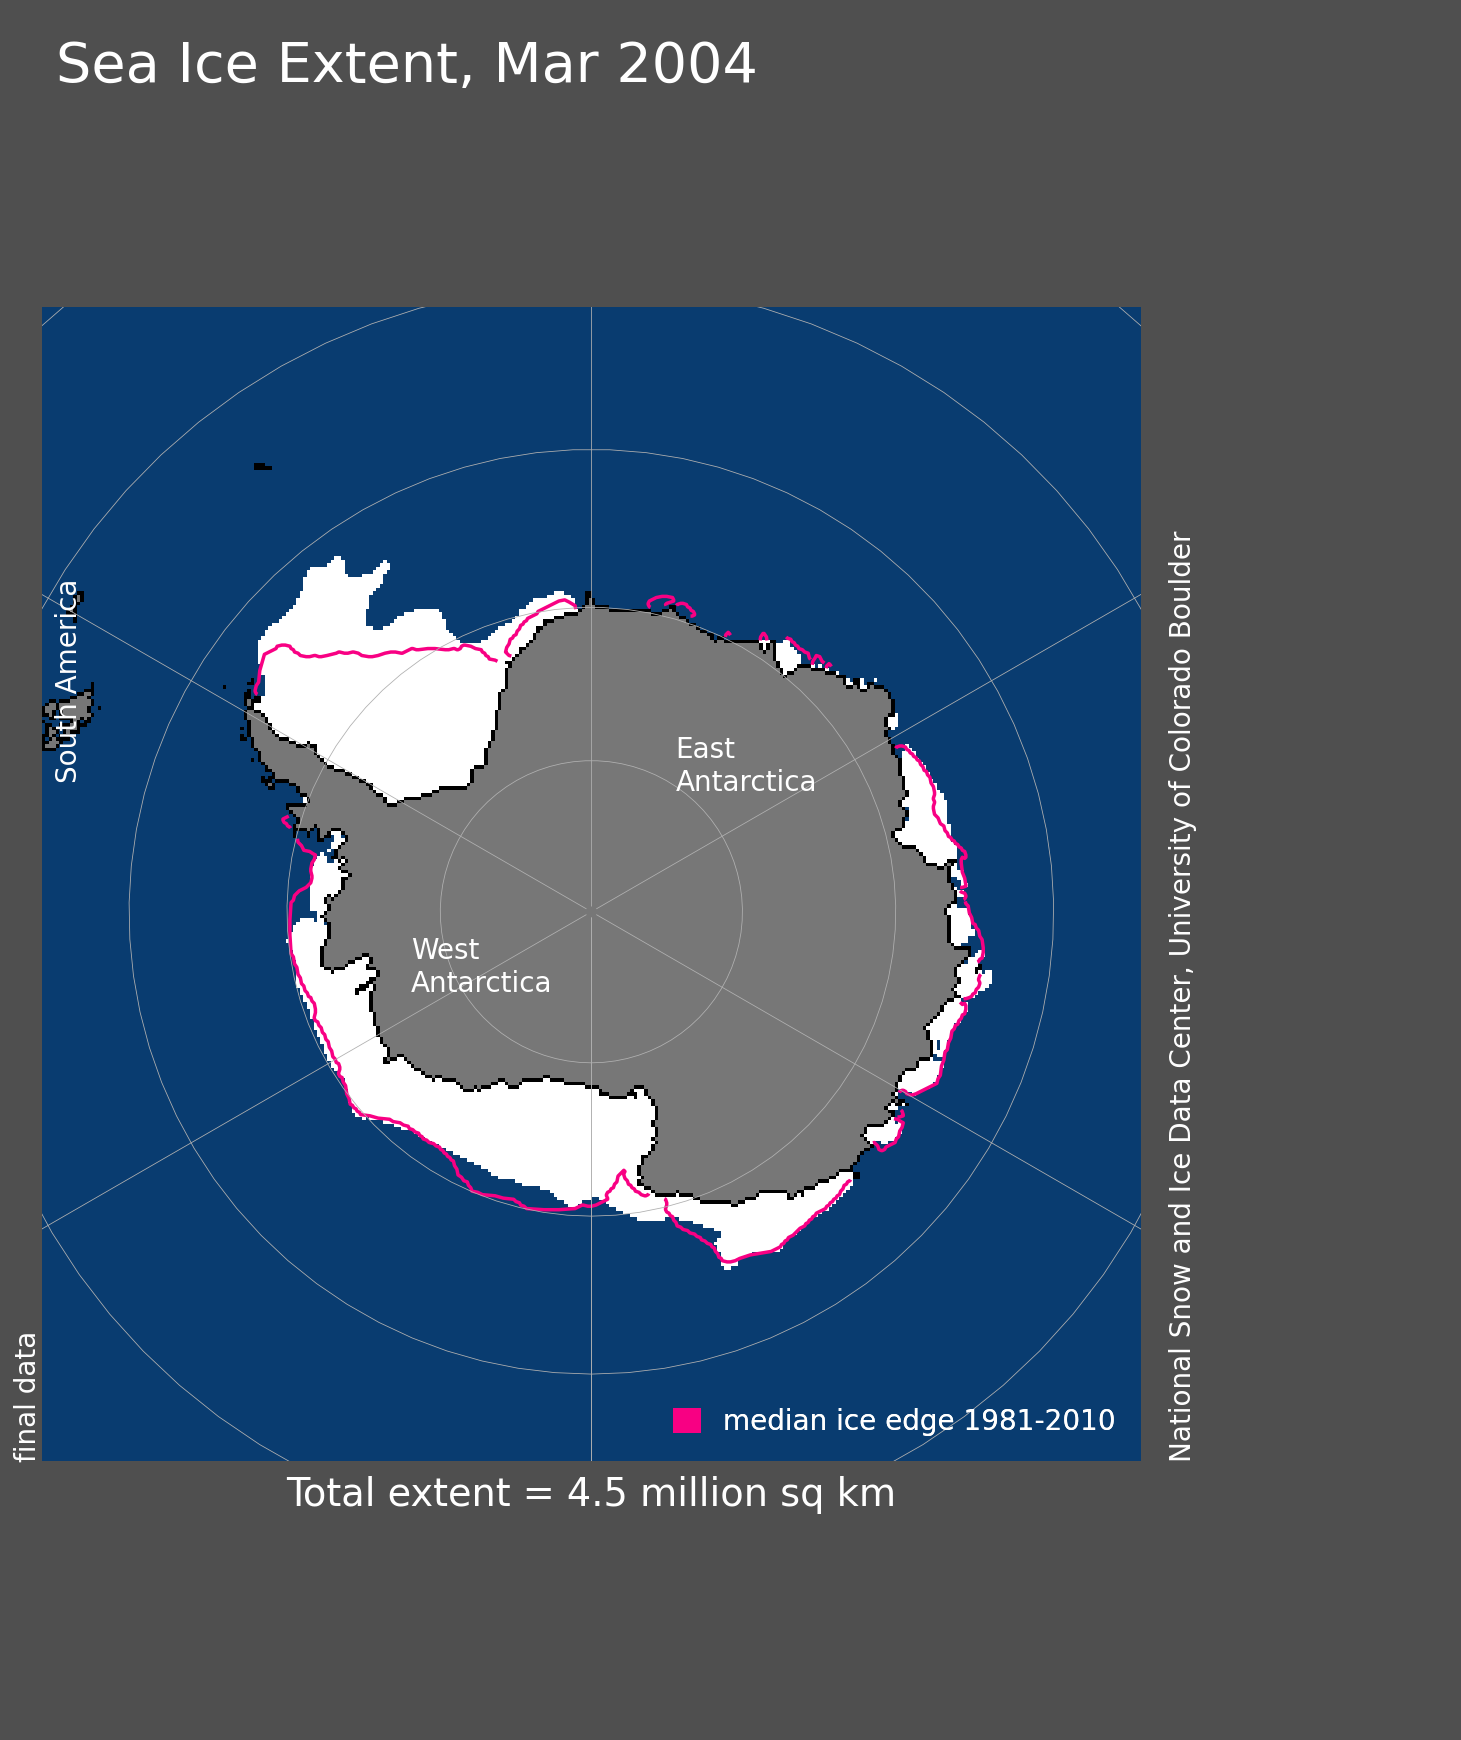 Sea Ice Extent, Mar 2004
South America
East
Antarctica
West
Antarctica
National Snow and Ice Data Center, University of Colorado Boulder
final data
median ice edge 1981-2010
Total extent = 4.5 million sq km